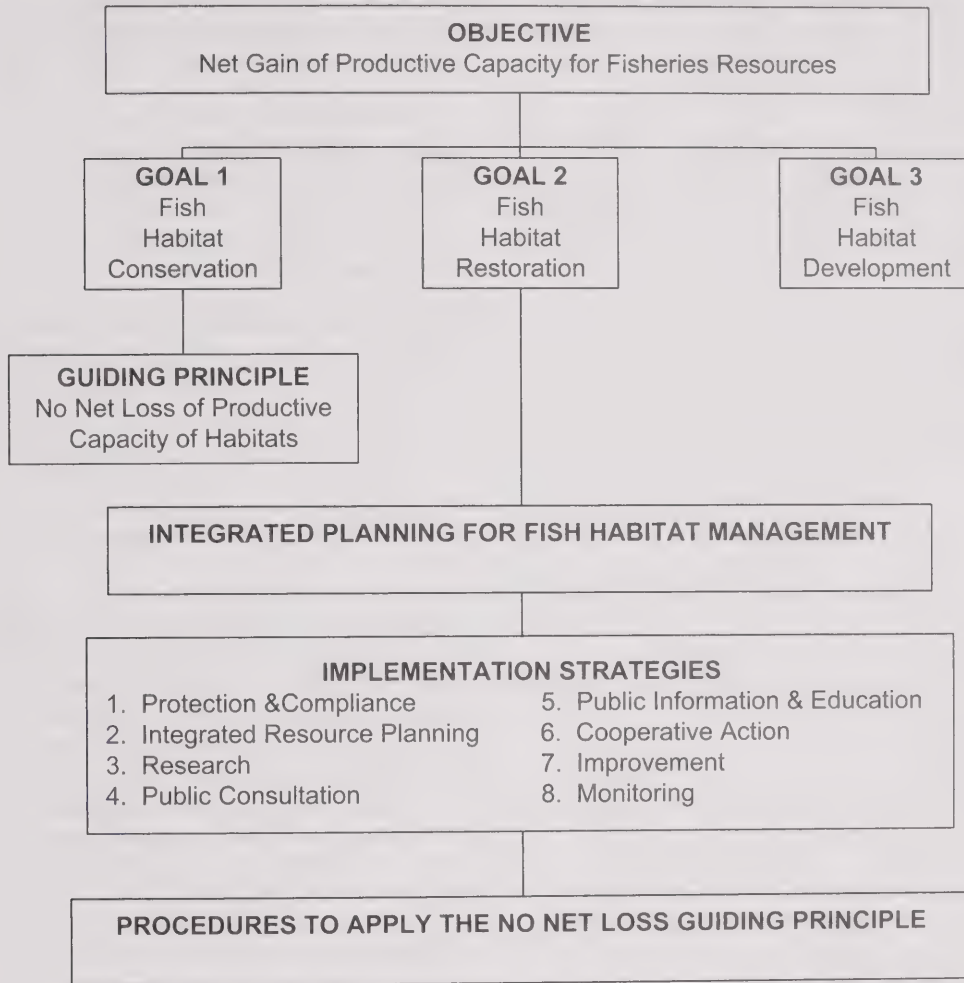 OBJECTIVE
Net Gain of Productive Capacity for Fisheries Resources
GOAL 1
Fish
Habitat
Conservation
GOAL 2
Fish
Habitat
Restoration
GOAL 3
Fish
Habitat
Development
GUIDING PRINCIPLE
No Net Loss of Productive
Capacity of Habitats
INTEGRATED PLANNING FOR FISH HABITAT MANAGEMENT
IMPLEMENTATION STRATEGIES
1. Protection &Compliance
2. Integrated Resource Planning
3. Research
4. Public Consultation
5. Public Information & Education
6. Cooperative Action
7. Improvement
8. Monitoring
PROCEDURES TO APPLY THE NO NET LOSS GUIDING PRINCIPLE